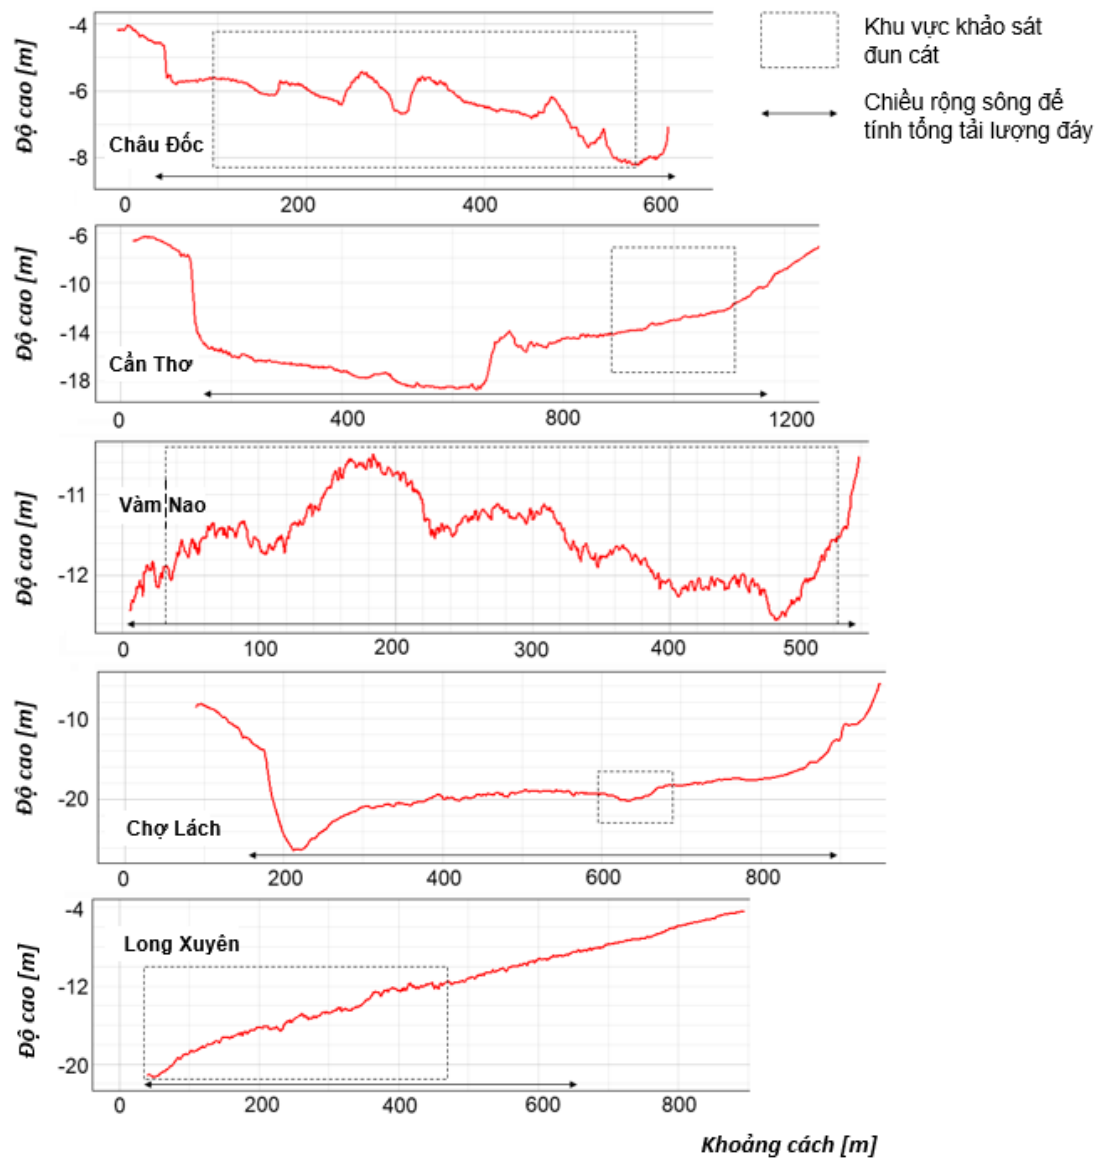 -4
-6
-8
Độ cao [m]
Châu Đốc
0
200
400
600
Khu vực khảo sát
đun cát
Chiều rộng sông để
tính tổng tải lượng đáy
-6
-10
-14
-18
Độ cao [m]
Cần Thơ
0
400
800
1200
-11
-12
Độ cao [m]
Vàm Nao
0
100
200
300
400
500
-10
-20
Độ cao [m]
Chợ Lách
0
200
400
600
800
-4
-12
-20
Độ cao [m]
Long Xuyên
0
200
400
600
800
Khoảng cách [m]